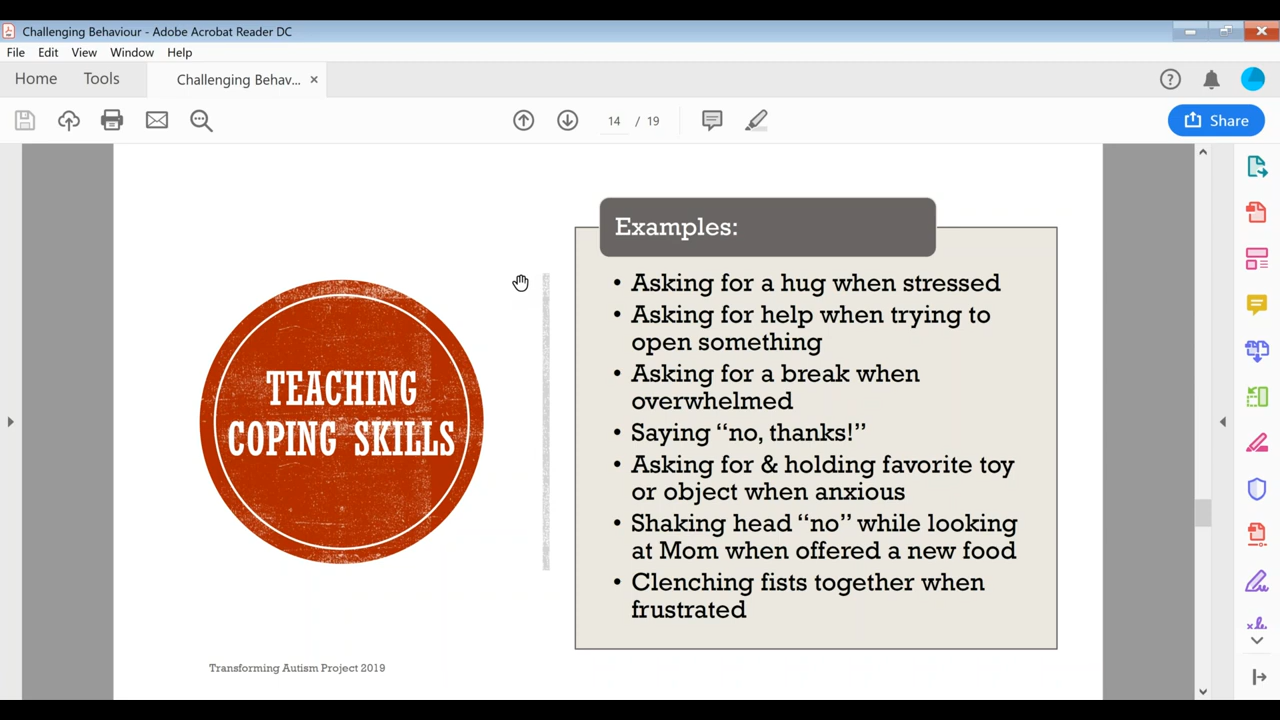 Challenging Behaviour - Adobe Acrobat Reader DC
File Edit View Window Help
Home Tools Challenging Behav...
14 / 19
Share
Examples:
• Asking for a hug when stressed
• Asking for help when trying to
open something
• Asking for a break when
overwhelmed
• Saying “no, thanks!”
• Asking for & holding favorite toy
or object when anxious
• Shaking head “no” while looking
at Mom when offered a new food
• Clenching fists together when
frustrated
TEACHING
COPING SKILLS
Transforming Autism Project 2019